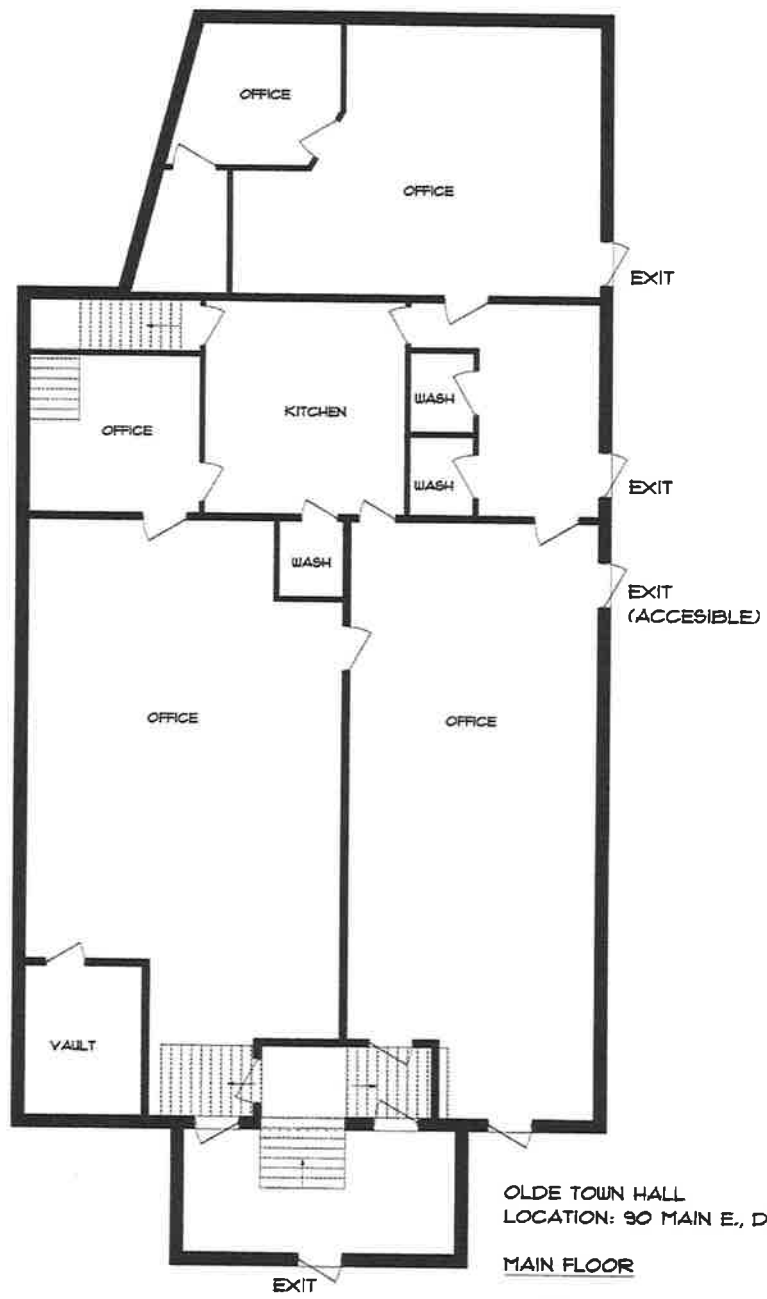 OFFICE
OFFICE
EXIT
WASH
KITCHEN
OFFICE
WASH
EXIT
WASH
EXIT
(ACCESIBLE)
OFFICE
OFFICE
VAULT
OLDE TOWN HALL
LOCATION: 90 MAIN E., D
MAIN FLOOR
EXIT